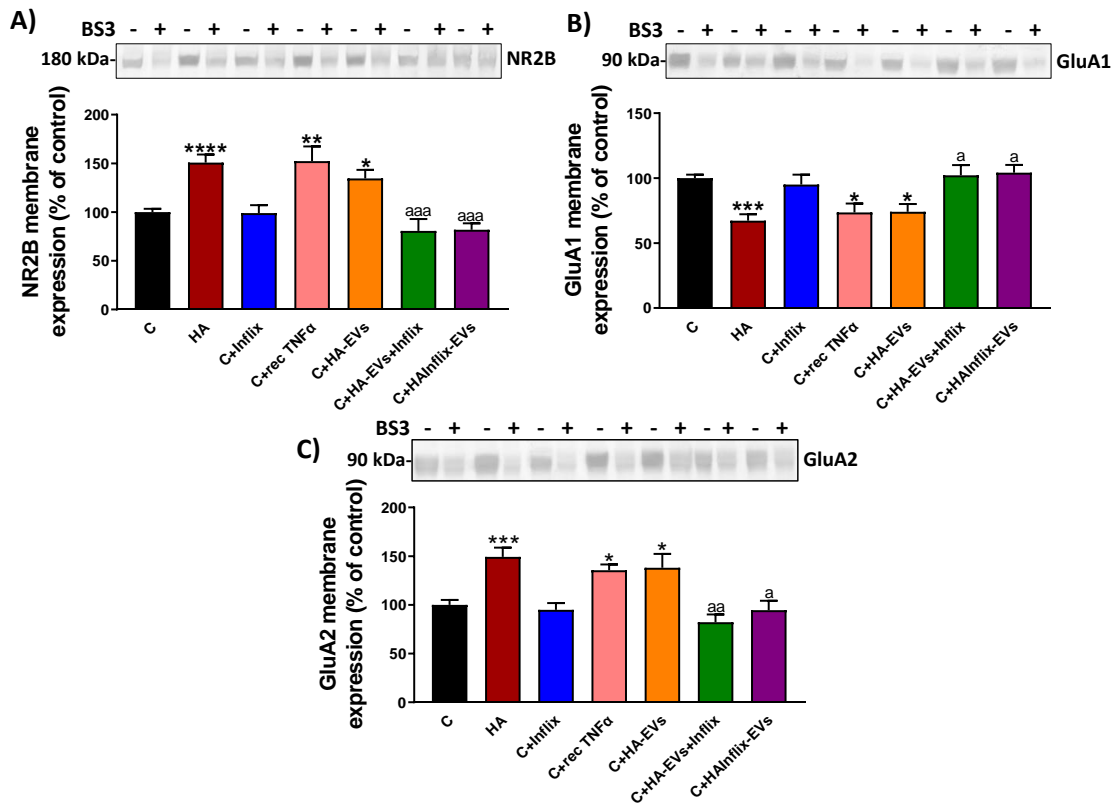 A)
BS3 - + - + - + - + - + - + - +
180 kDa- NR2B
NR2B membrane
expression (% of control)
200
150
100
50
0
**** ** * aaa aaa
C HA C+Inflix C+rec TNFα C+HA-EVs C+HA-EVs+Inflix C+HAInflix-EVs
B)
BS3 - + - + - + - + - + - + - +
90 kDa- GluA1
GluA1 membrane
expression (% of control)
150
100
50
0
*** * * a a
C HA C+Inflix C+rec TNFα C+HA-EVs C+HA-EVs+Inflix C+HAInflix-EVs
C)
BS3 - + - + - + - + - + - + - +
90 kDa- GluA2
GluA2 membrane
expression (% of control)
200
150
100
50
0
*** * * aa a
C HA C+Inflix C+rec TNFα C+HA-EVs C+HA-EVs+Inflix C+HAInflix-EVs